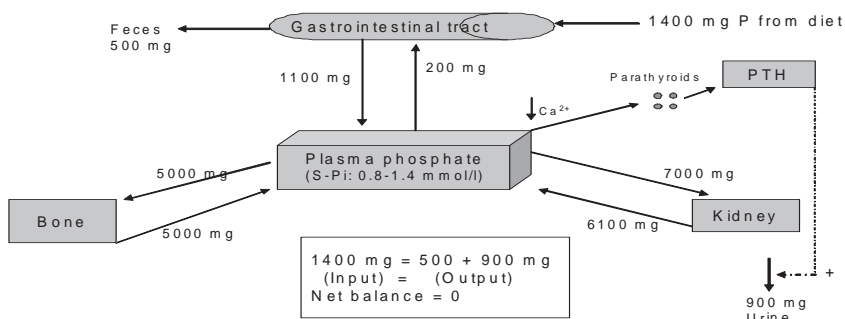 Feces
500 mg
Gastrointestinal tract
1400 mg P from diet
1100 mg
200 mg
Parathyroids
PTH
Ca²⁺
Plasma phosphate
(S-Pi: 0.8-1.4 mmol/l)
5000 mg
7000 mg
Bone
5000 mg
6100 mg
Kidney
1400 mg = 500 + 900 mg
(Input) = (Output)
Net balance = 0
+
900 mg
Urine